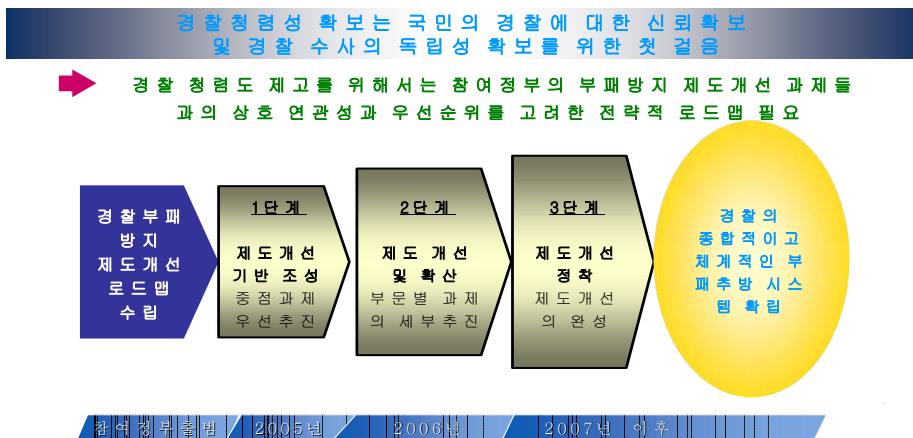 경찰청렴성 확보는 국민의 경찰에 대한 신뢰확보
및 경찰 수사의 독립성 확보를 위한 첫 걸음
경찰 청렴도 제고를 위해서는 참여정부의 부패방지 제도개선 과제들
과의 상호 연관성과 우선순위를 고려한 전략적 로드맵 필요
경찰부패
방지
제도개선
로드맵
수립
1단계
제도개선
기반 조성
중점과제
우선추진
2단계
제도 개선
및 확산
부문별 과제
의 세부추진
3단계
제도개선
정착
제도개선
의 완성
경찰의
종합적이고
체계적인 부
패추방 시스
템 확립
참여정부출범
2005년
2006년
2007년 이후